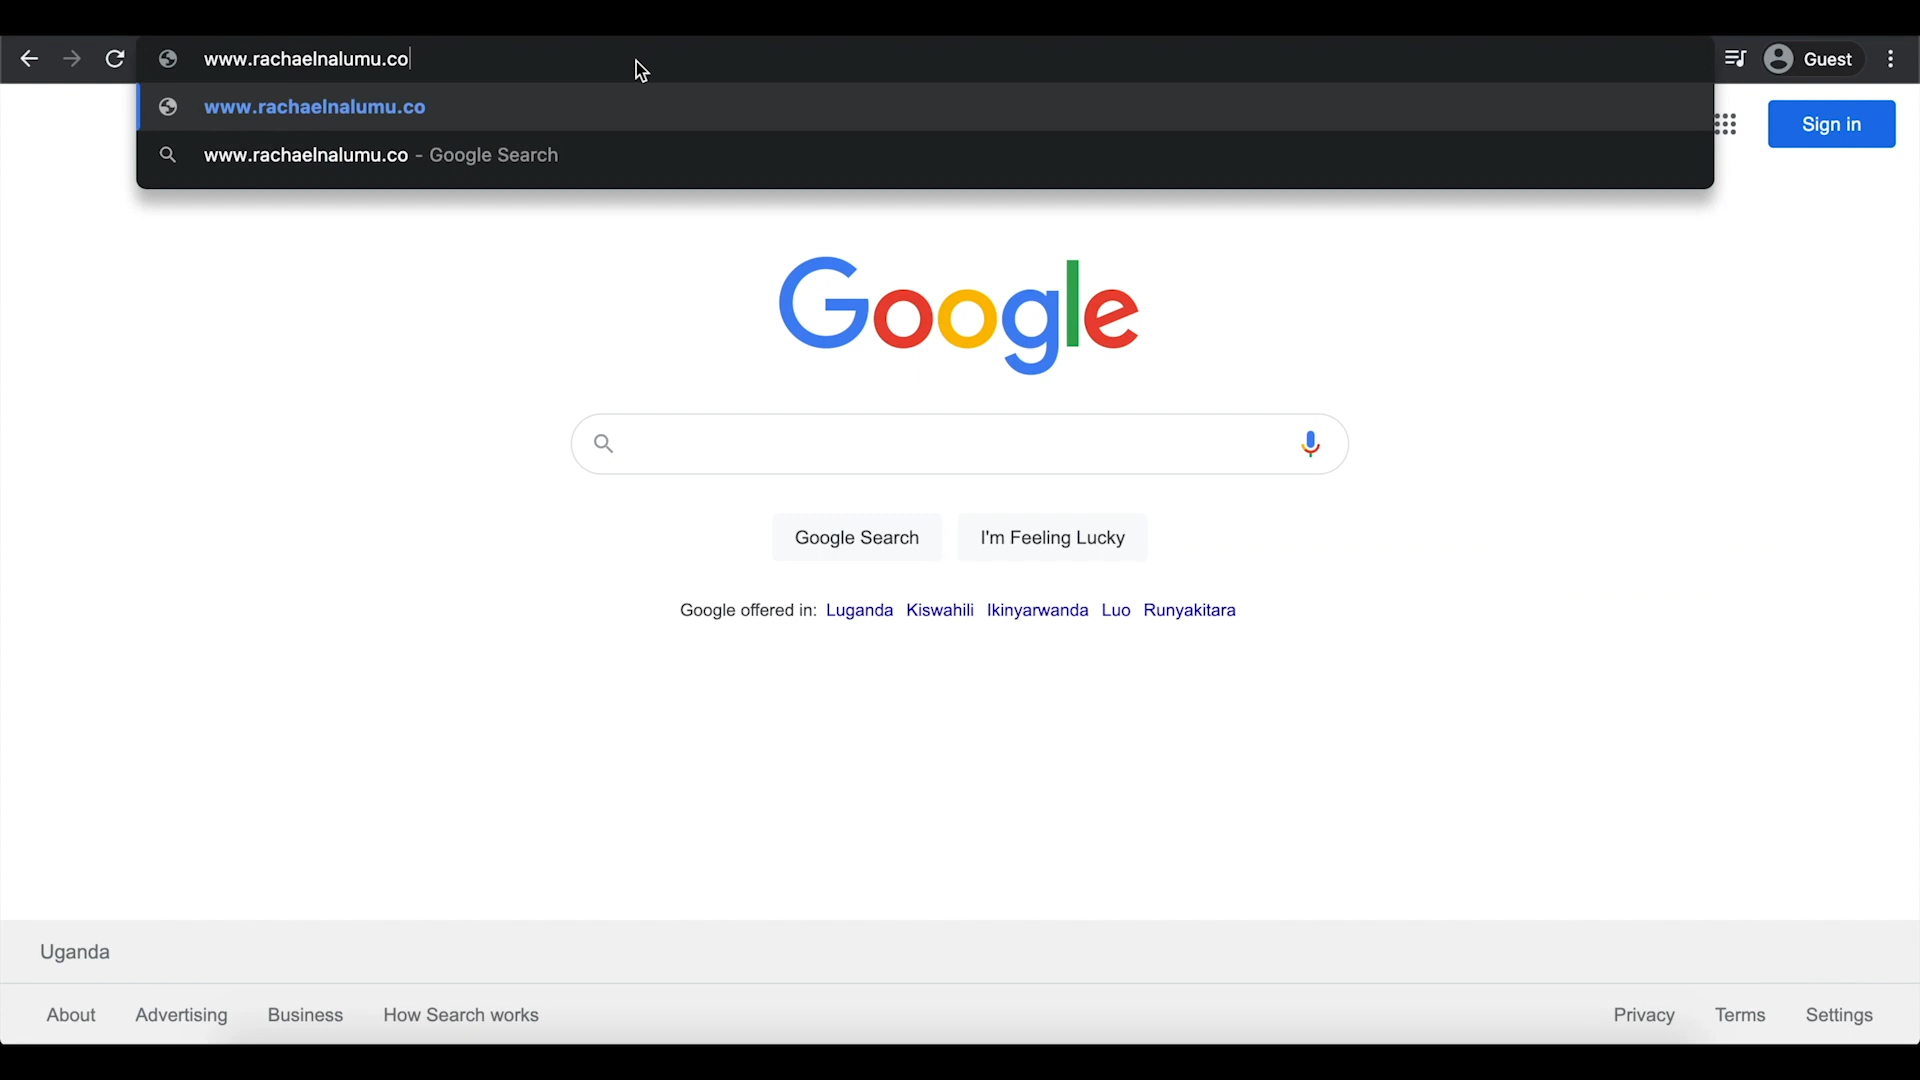 www.rachaelnalumu.co
Guest
www.rachaelnalumu.co
www.rachaelnalumu.co - Google Search
Sign in
Google
Google Search
I'm Feeling Lucky
Google offered in: Luganda Kiswahili Ikinyarwanda Luo Runyakitara
Uganda
About Advertising Business How Search works
Privacy Terms Settings